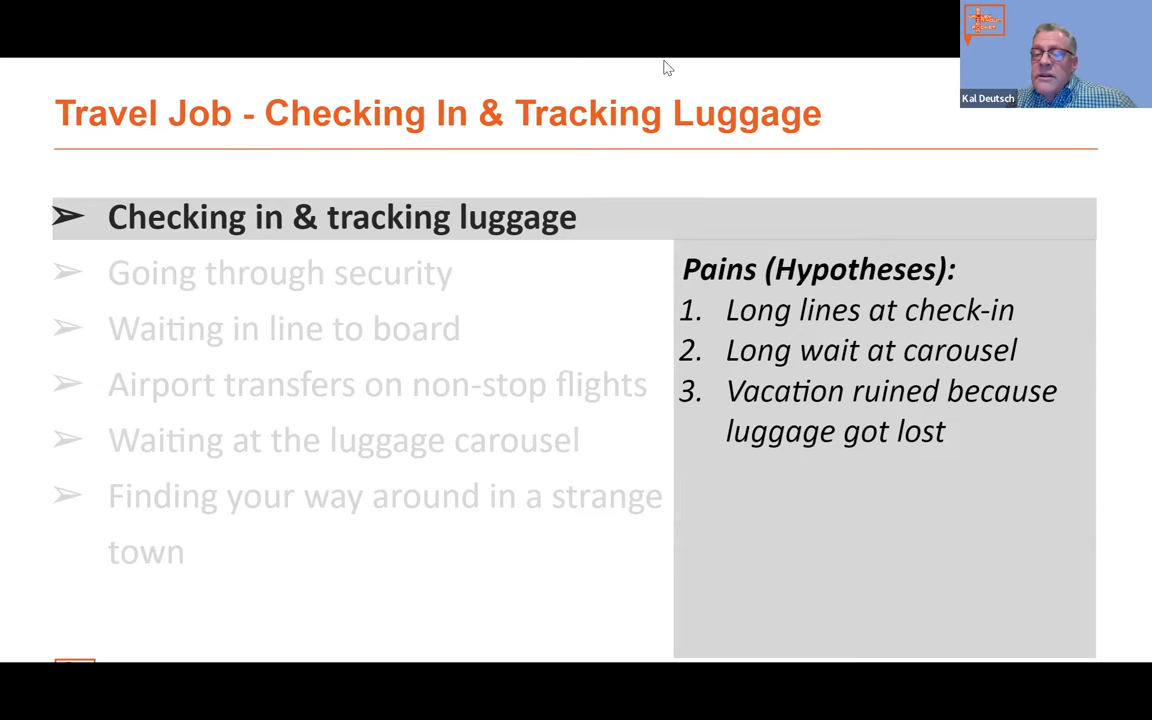 Kal Deutsch
Travel Job - Checking In & Tracking Luggage
➢ Checking in & tracking luggage
➢ Going through security
➢ Waiting in line to board
➢ Airport transfers on non-stop flights
➢ Waiting at the luggage carousel
➢ Finding your way around in a strange
town
Pains (Hypotheses):
1. Long lines at check-in
2. Long wait at carousel
3. Vacation ruined because
luggage got lost